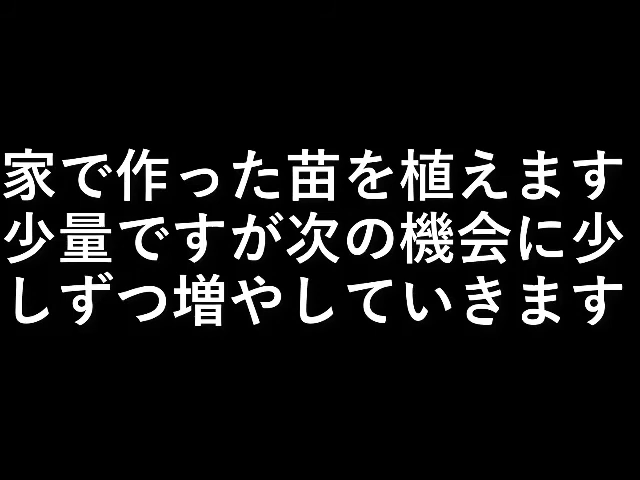 家で作った苗を植えます
少量ですが次の機会に少
しずつ増やしていきます